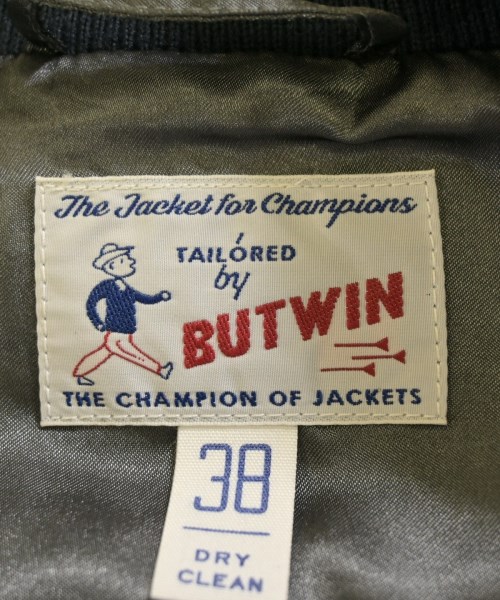 The Jacket for Champions
TAILORED
by
BUTWIN
THE CHAMPION OF JACKETS
38
DRY
CLEAN